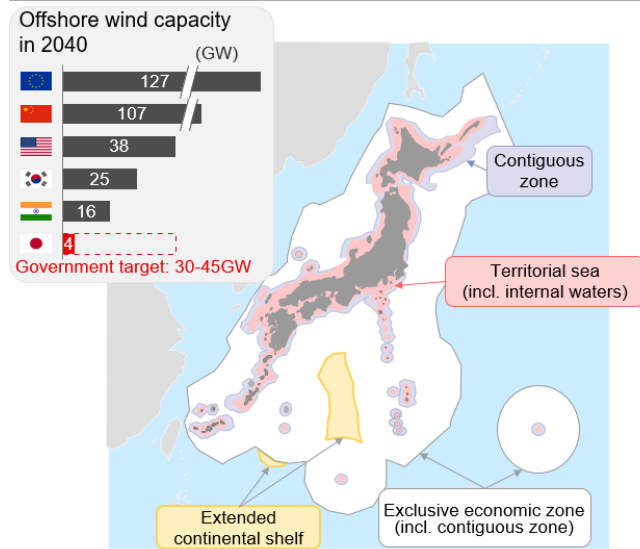 Offshore wind capacity
in 2040
(GW)
127
107
38
25
16
4
Government target: 30-45GW
Contiguous
zone
Territorial sea
(incl. internal waters)
Extended
continental shelf
Exclusive economic zone
(incl. contiguous zone)